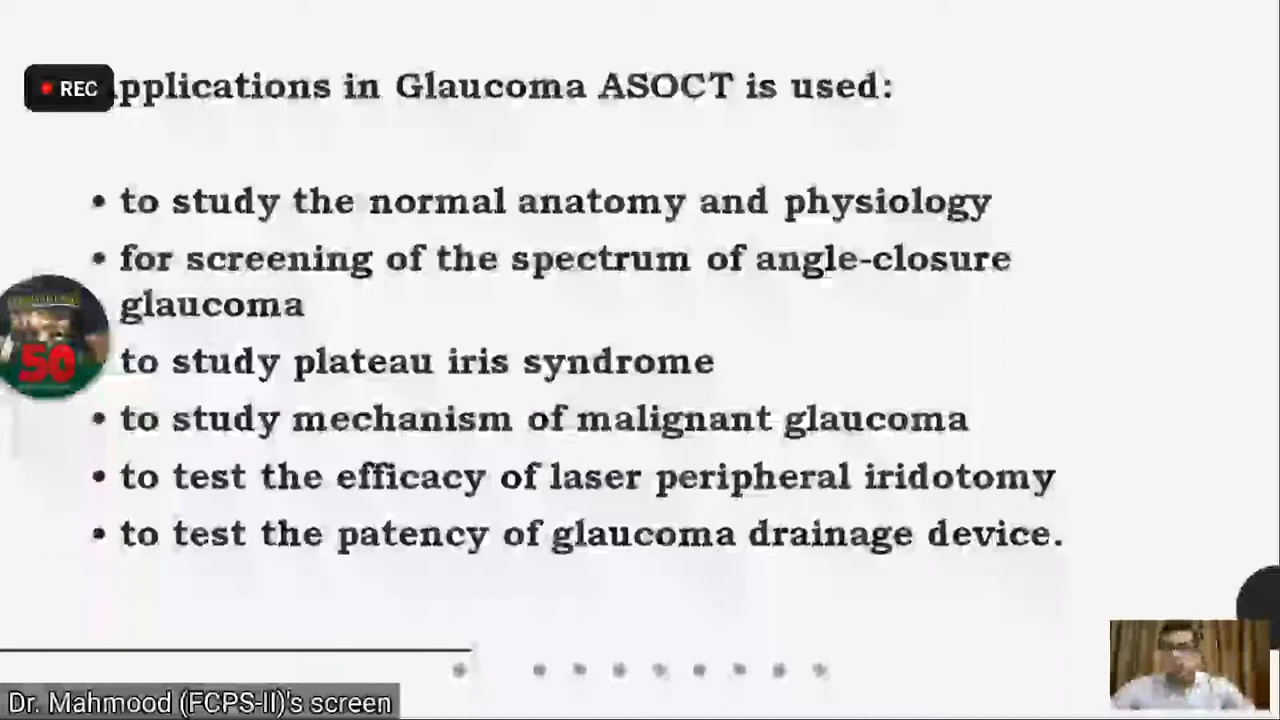 REC
pplications in Glaucoma ASOCT is used:
• to study the normal anatomy and physiology
• for screening of the spectrum of angle-closure
glaucoma
to study plateau iris syndrome
• to study mechanism of malignant glaucoma
• to test the efficacy of laser peripheral iridotomy
• to test the patency of glaucoma drainage device.
50
Dr. Mahmood (FCPS-II)'s screen